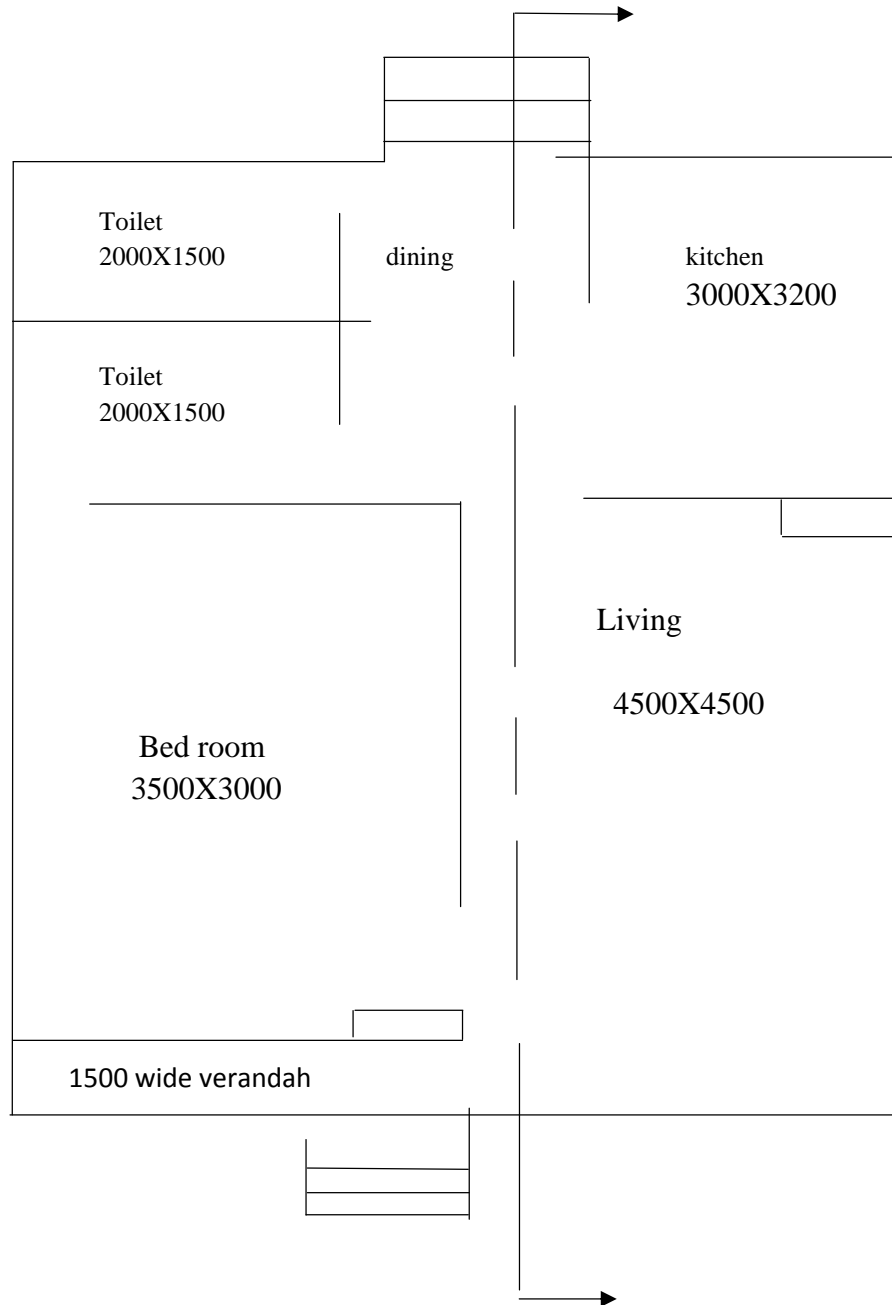 Toilet
2000X1500
dining
kitchen
3000X3200
Toilet
2000X1500
Living
4500X4500
Bed room
3500X3000
1500 wide verandah